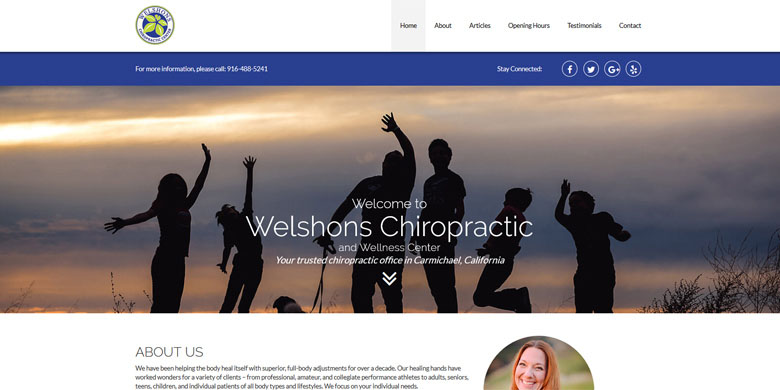 WELSHONS
CHIROPRACTIC CENTER
Home About Articles Opening Hours Testimonials Contact
For more information, please call: 916-488-5241
Stay Connected:
Welcome to
Welshons Chiropractic
and Wellness Center
Your trusted chiropractic office in Carmichael, California
ABOUT US
We have been helping the body heal itself with superior, full-body adjustments for over a decade. Our healing hands have
worked wonders for a variety of clients – from professional, amateur, and collegiate performance athletes to adults, seniors,
teens, children, and individual patients of all body types and lifestyles. We focus on your individual needs.